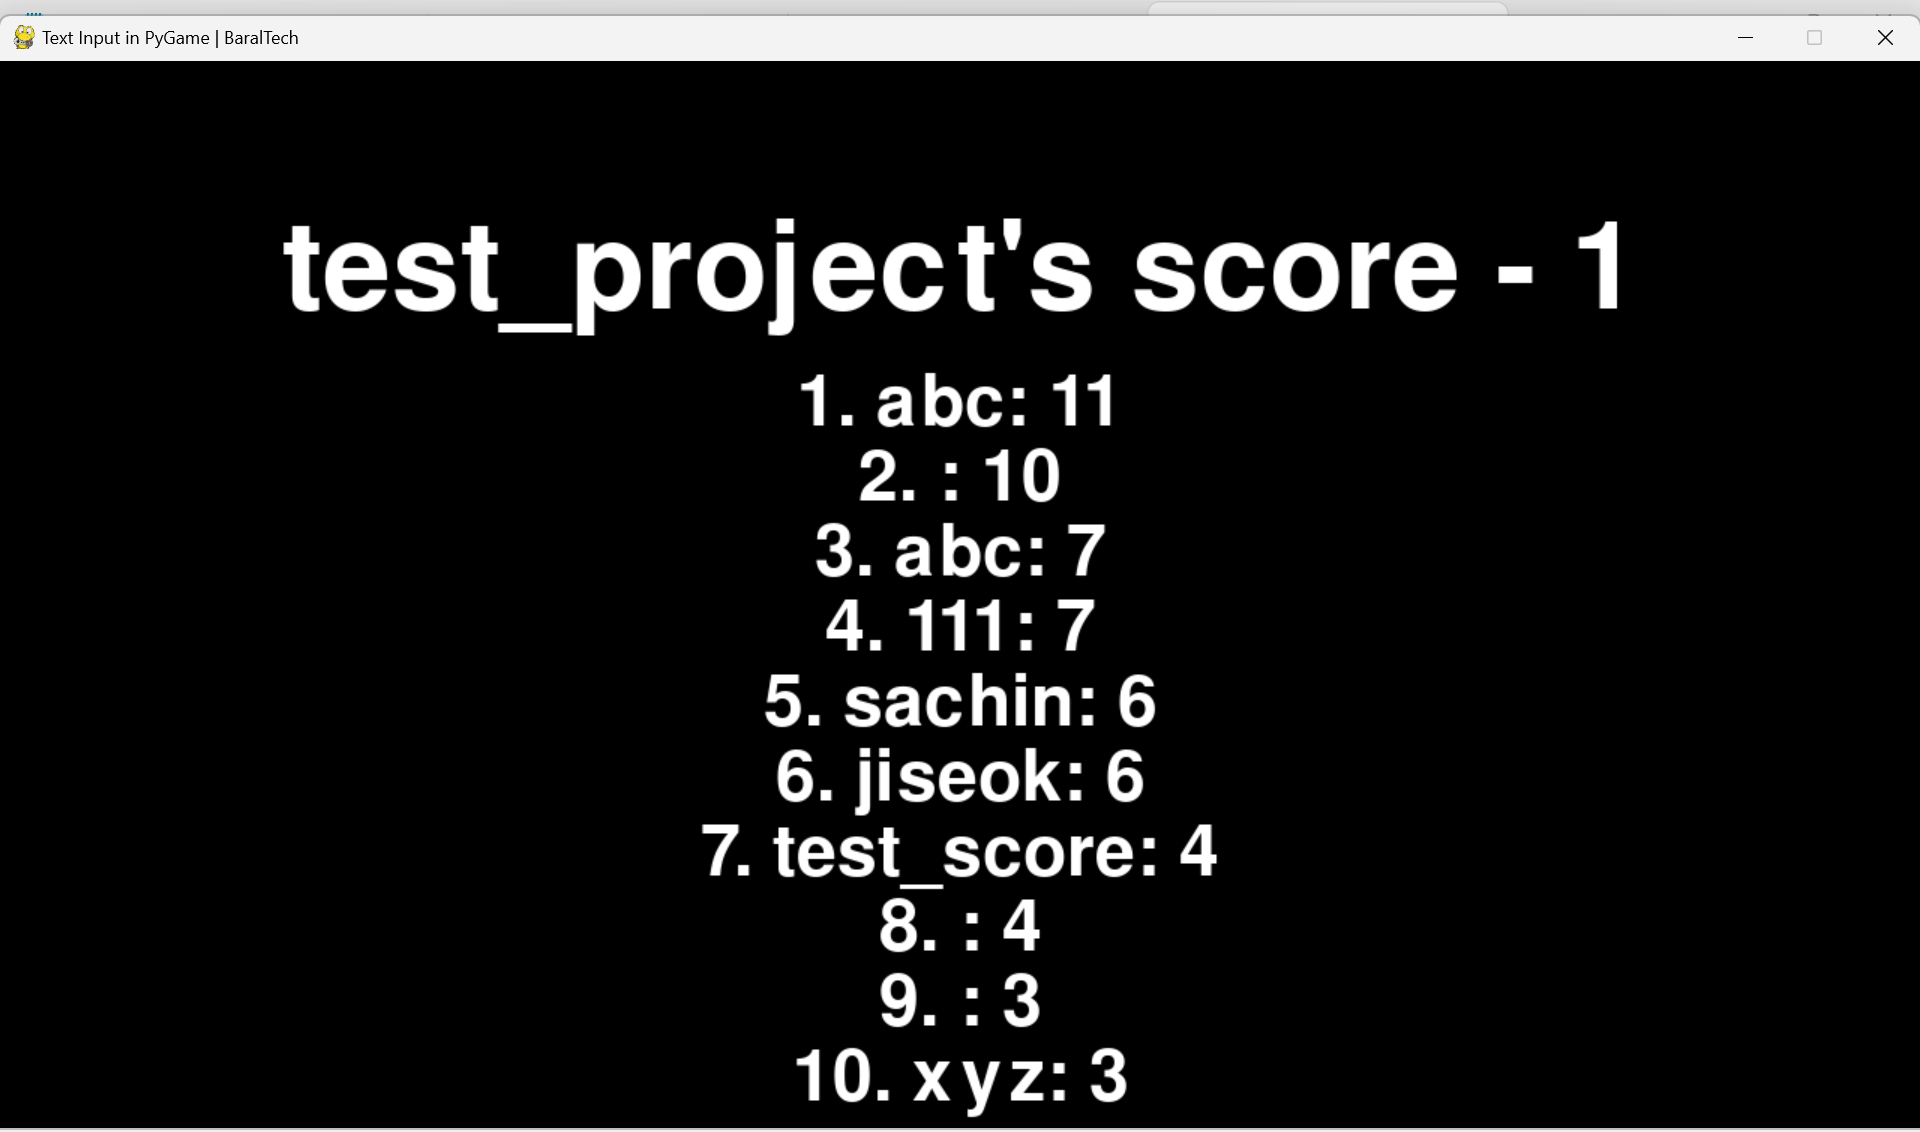 Text Input in PyGame | BaralTech
test_project's score - 1
1. abc: 11
2. : 10
3. abc: 7
4. 111: 7
5. sachin: 6
6. jiseok: 6
7. test_score: 4
8. : 4
9. : 3
10. xyz: 3